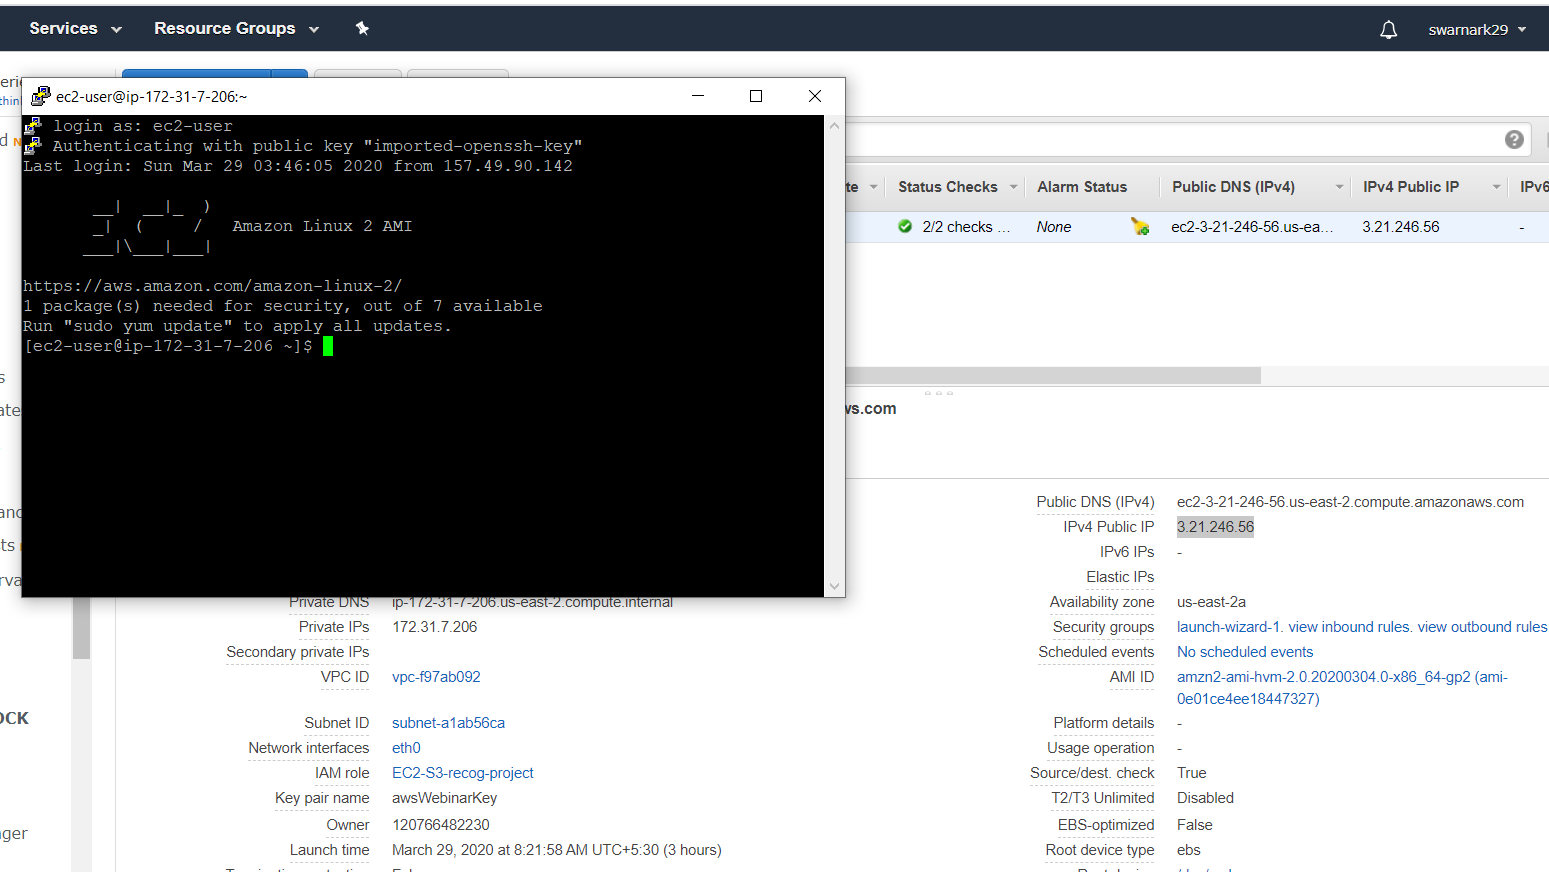 Services
Resource Groups
swarnark29
ec2-user@ip-172-31-7-206:~
login as: ec2-user
Authenticating with public key "imported-openssh-key"
Last login: Sun Mar 29 03:46:05 2020 from 157.49.90.142
__| __|_ )
_| ( / Amazon Linux 2 AMI
___|\___|___|
https://aws.amazon.com/amazon-linux-2/
1 package(s) needed for security, out of 7 available
Run "sudo yum update" to apply all updates.
[ec2-user@ip-172-31-7-206 ~]$
te Status Checks Alarm Status Public DNS (IPv4) IPv4 Public IP IPv6
2/2 checks ... None ec2-3-21-246-56.us-ea... 3.21.246.56 -
ws.com
Public DNS (IPv4) ec2-3-21-246-56.us-east-2.compute.amazonaws.com
IPv4 Public IP 3.21.246.56
IPv6 IPs -
Elastic IPs
Private DNS ip-172-31-7-206.us-east-2.compute.internal
Availability zone us-east-2a
Private IPs 172.31.7.206
Security groups launch-wizard-1. view inbound rules. view outbound rules
Secondary private IPs
Scheduled events No scheduled events
VPC ID vpc-f97ab092
AMI ID amzn2-ami-hvm-2.0.20200304.0-x86_64-gp2 (ami-
0e01ce4ee18447327)
Subnet ID subnet-a1ab56ca
Platform details -
Network interfaces eth0
Usage operation -
IAM role EC2-S3-recog-project
Source/dest. check True
Key pair name awsWebinarKey
T2/T3 Unlimited Disabled
Owner 120766482230
EBS-optimized False
Launch time March 29, 2020 at 8:21:58 AM UTC+5:30 (3 hours)
Root device type ebs